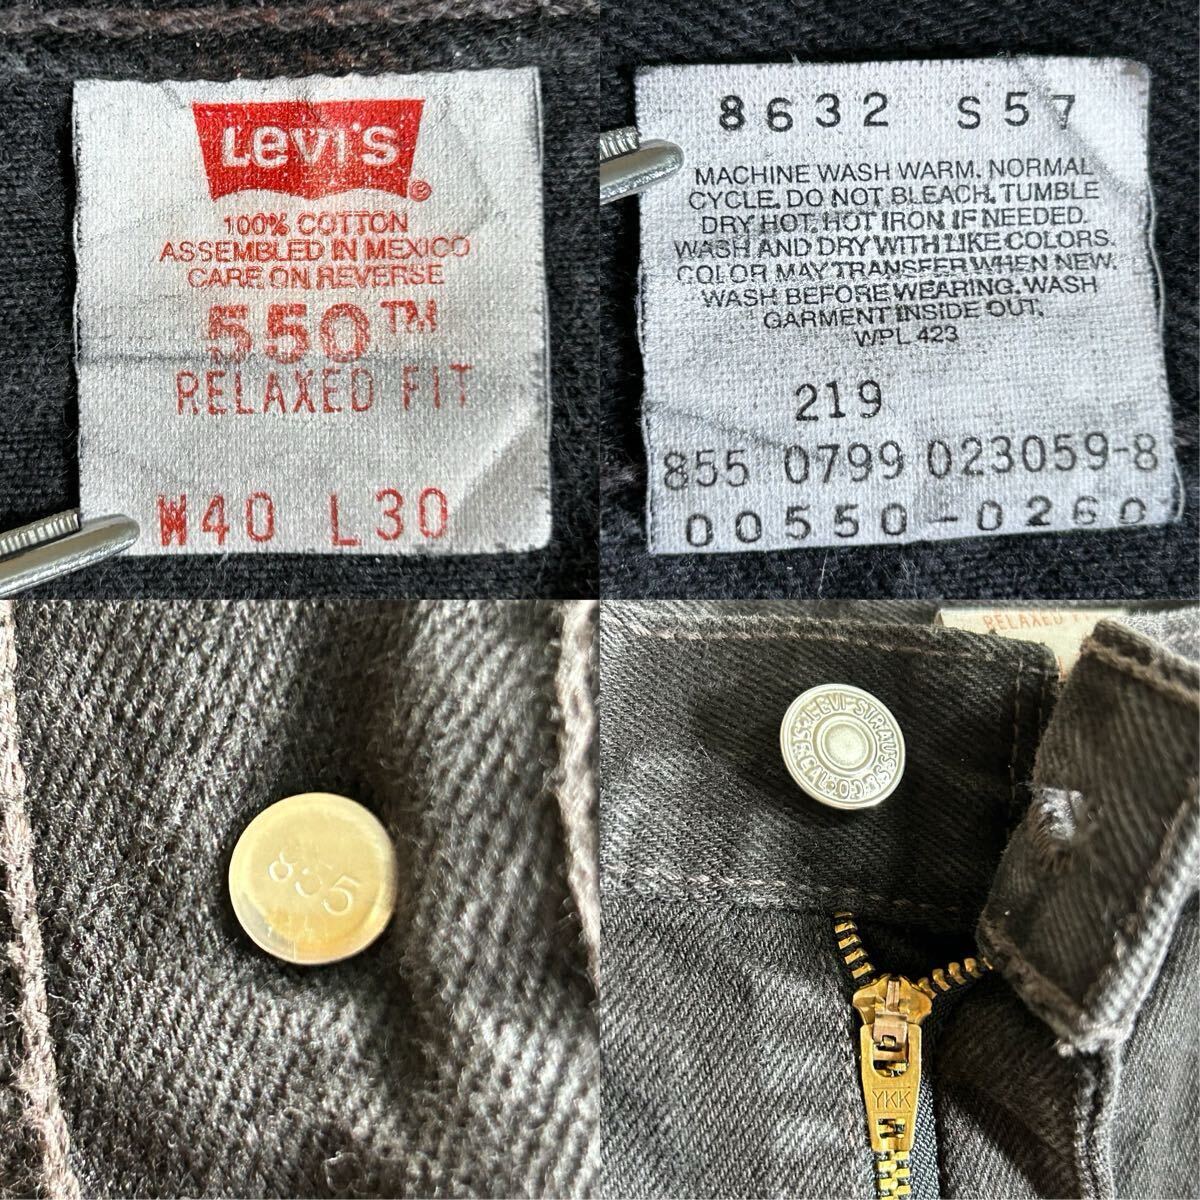 Levi's®
100% COTTON
ASSEMBLED IN MEXICO
CARE ON REVERSE
550™
RELAXED FIT
W40 L30
8632 S57
MACHINE WASH WARM. NORMAL
CYCLE. DO NOT BLEACH. TUMBLE
DRY HOT. HOT IRON IF NEEDED.
WASH AND DRY WITH LIKE COLORS.
COLOR MAY TRANSFER WHEN NEW.
WASH BEFORE WEARING. WASH
GARMENT INSIDE OUT.
WPL 423
219
855 0799 023059-8
00550-0260
855
RELAXED FI
LEVI STRAUSS & CO
YKK